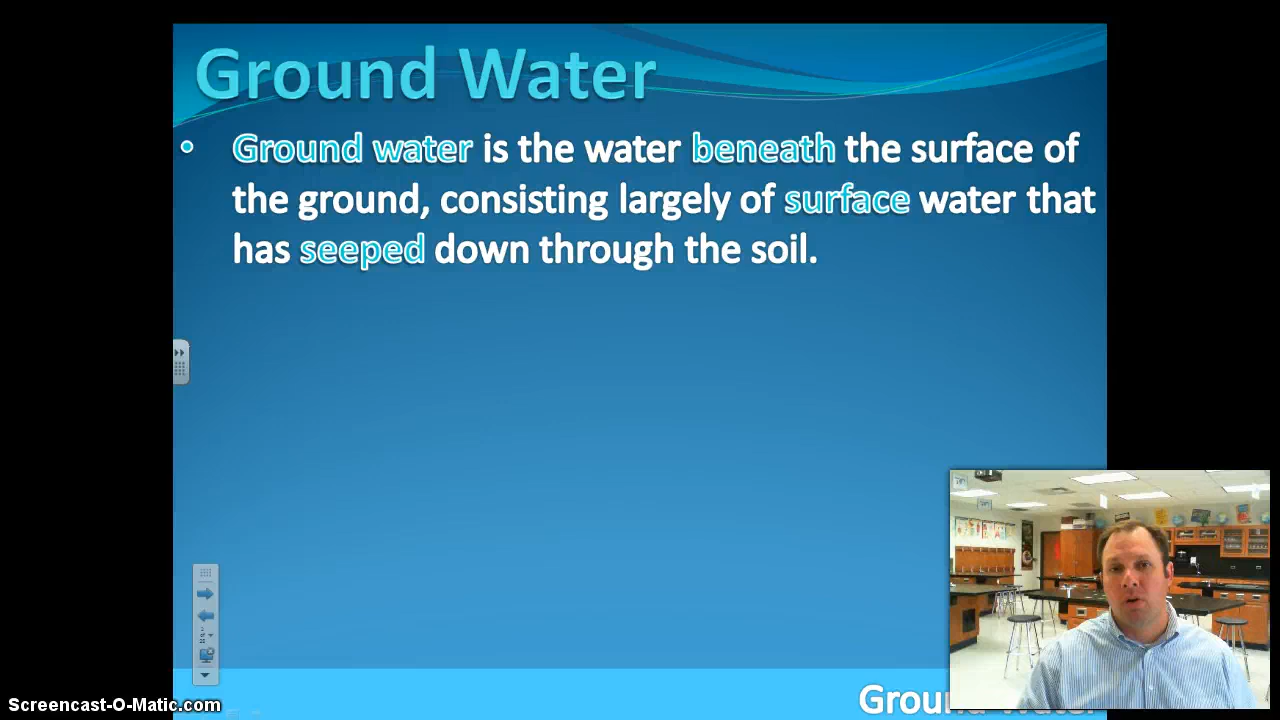 Ground Water
• Ground water is the water beneath the surface of
the ground, consisting largely of surface water that
has seeped down through the soil.
Ground Water
Screencast-O-Matic.com